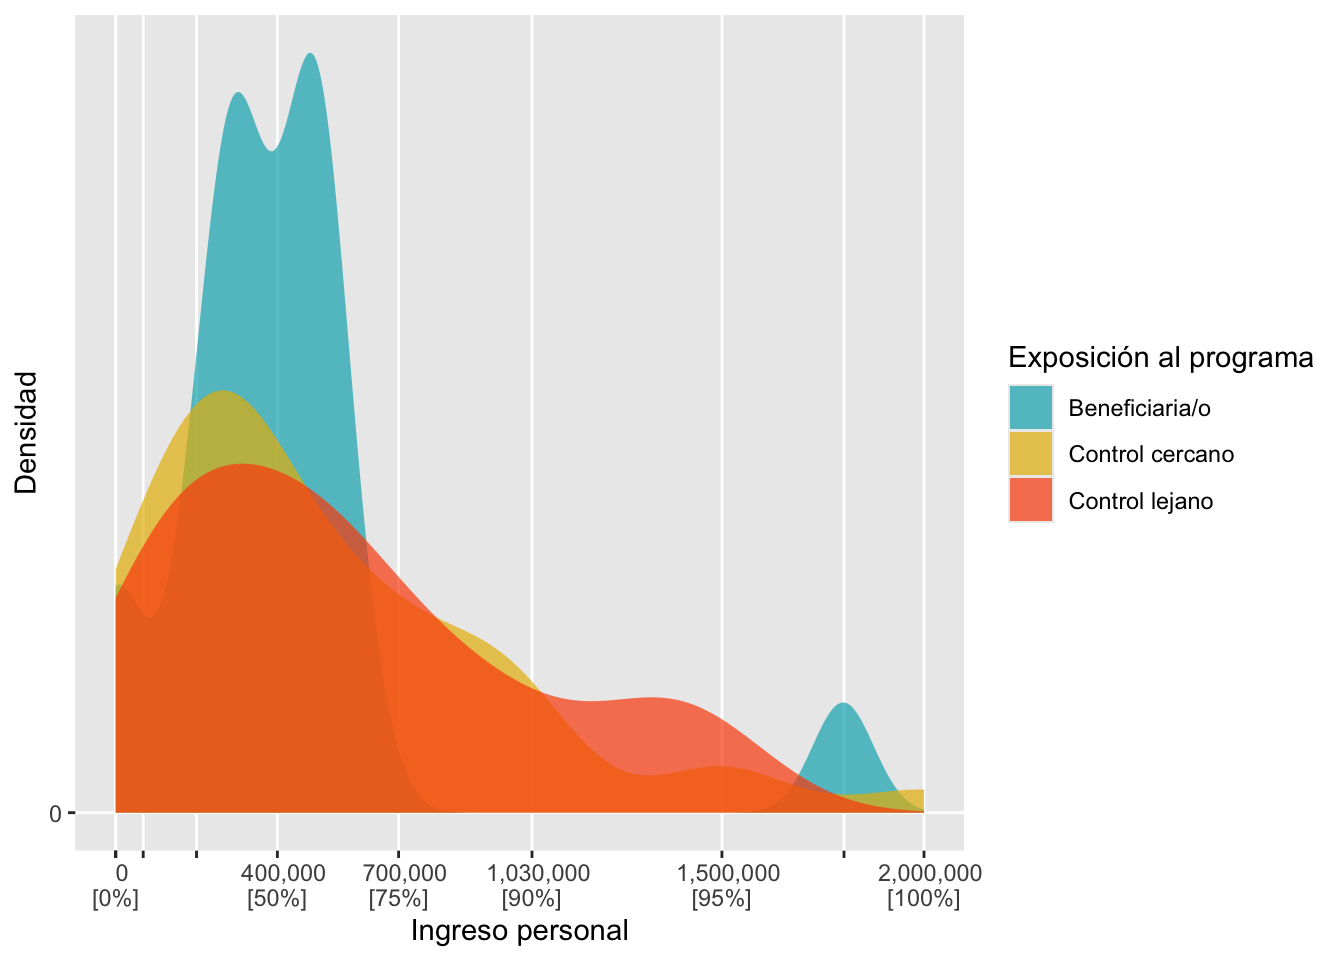 Densidad
0
0 400,000 700,000 1,030,000 1,500,000 2,000,000
[0%] [50%] [75%] [90%] [95%] [100%]
Ingreso personal
Exposición al programa
Beneficiaria/o
Control cercano
Control lejano